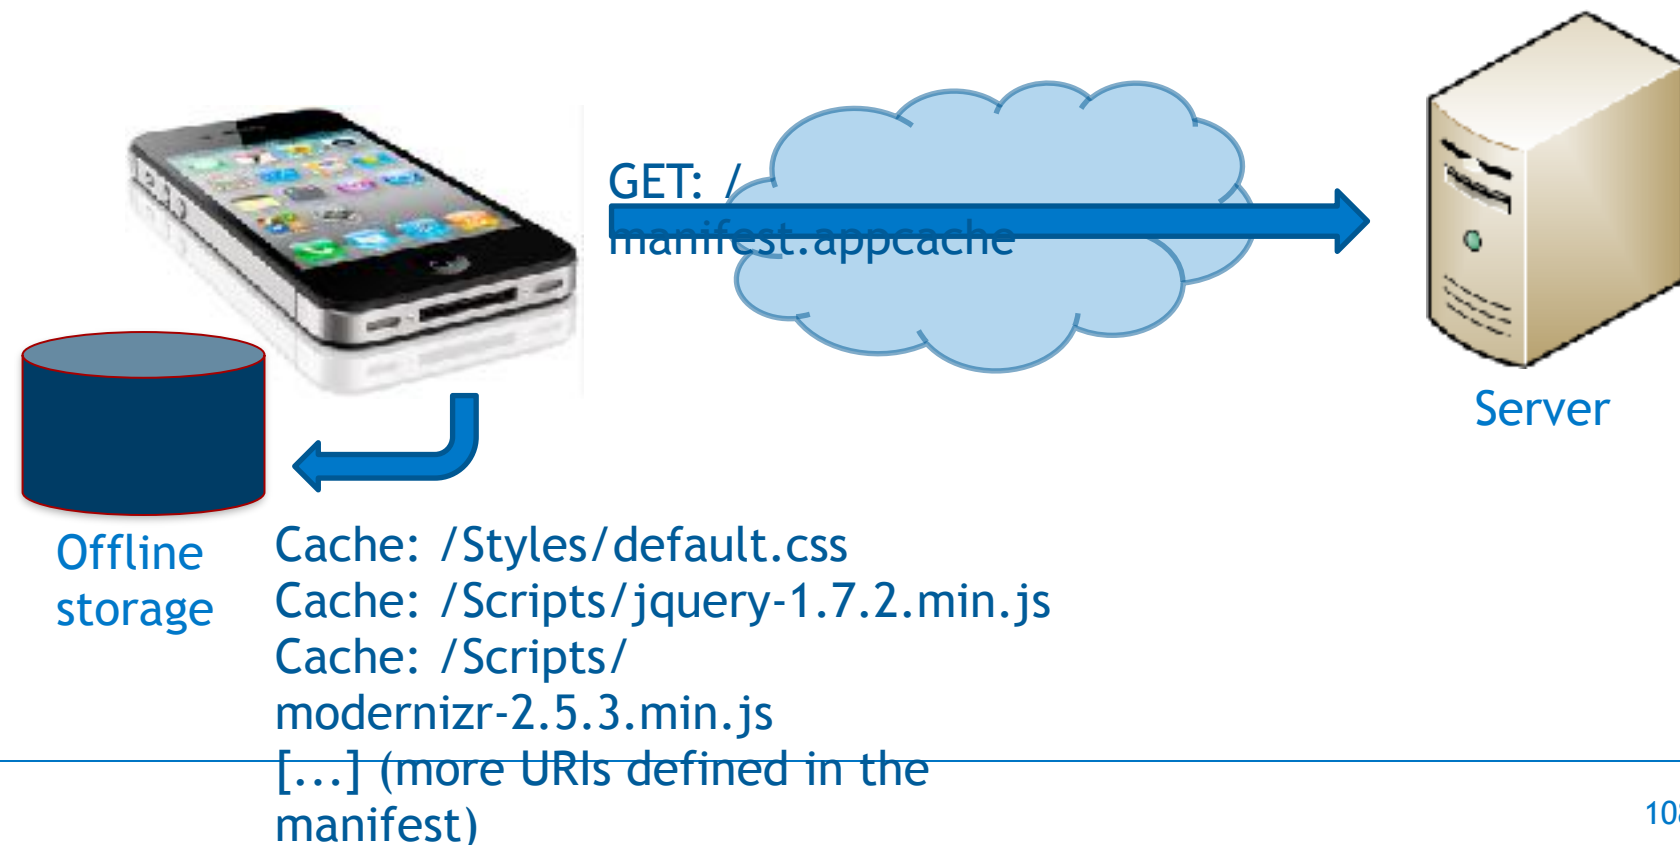 GET: /
manifest.appcache
Server
Offline
storage
Cache: /Styles/default.css
Cache: /Scripts/jquery-1.7.2.min.js
Cache: /Scripts/
modernizr-2.5.3.min.js
[...] (more URIs defined in the
manifest)